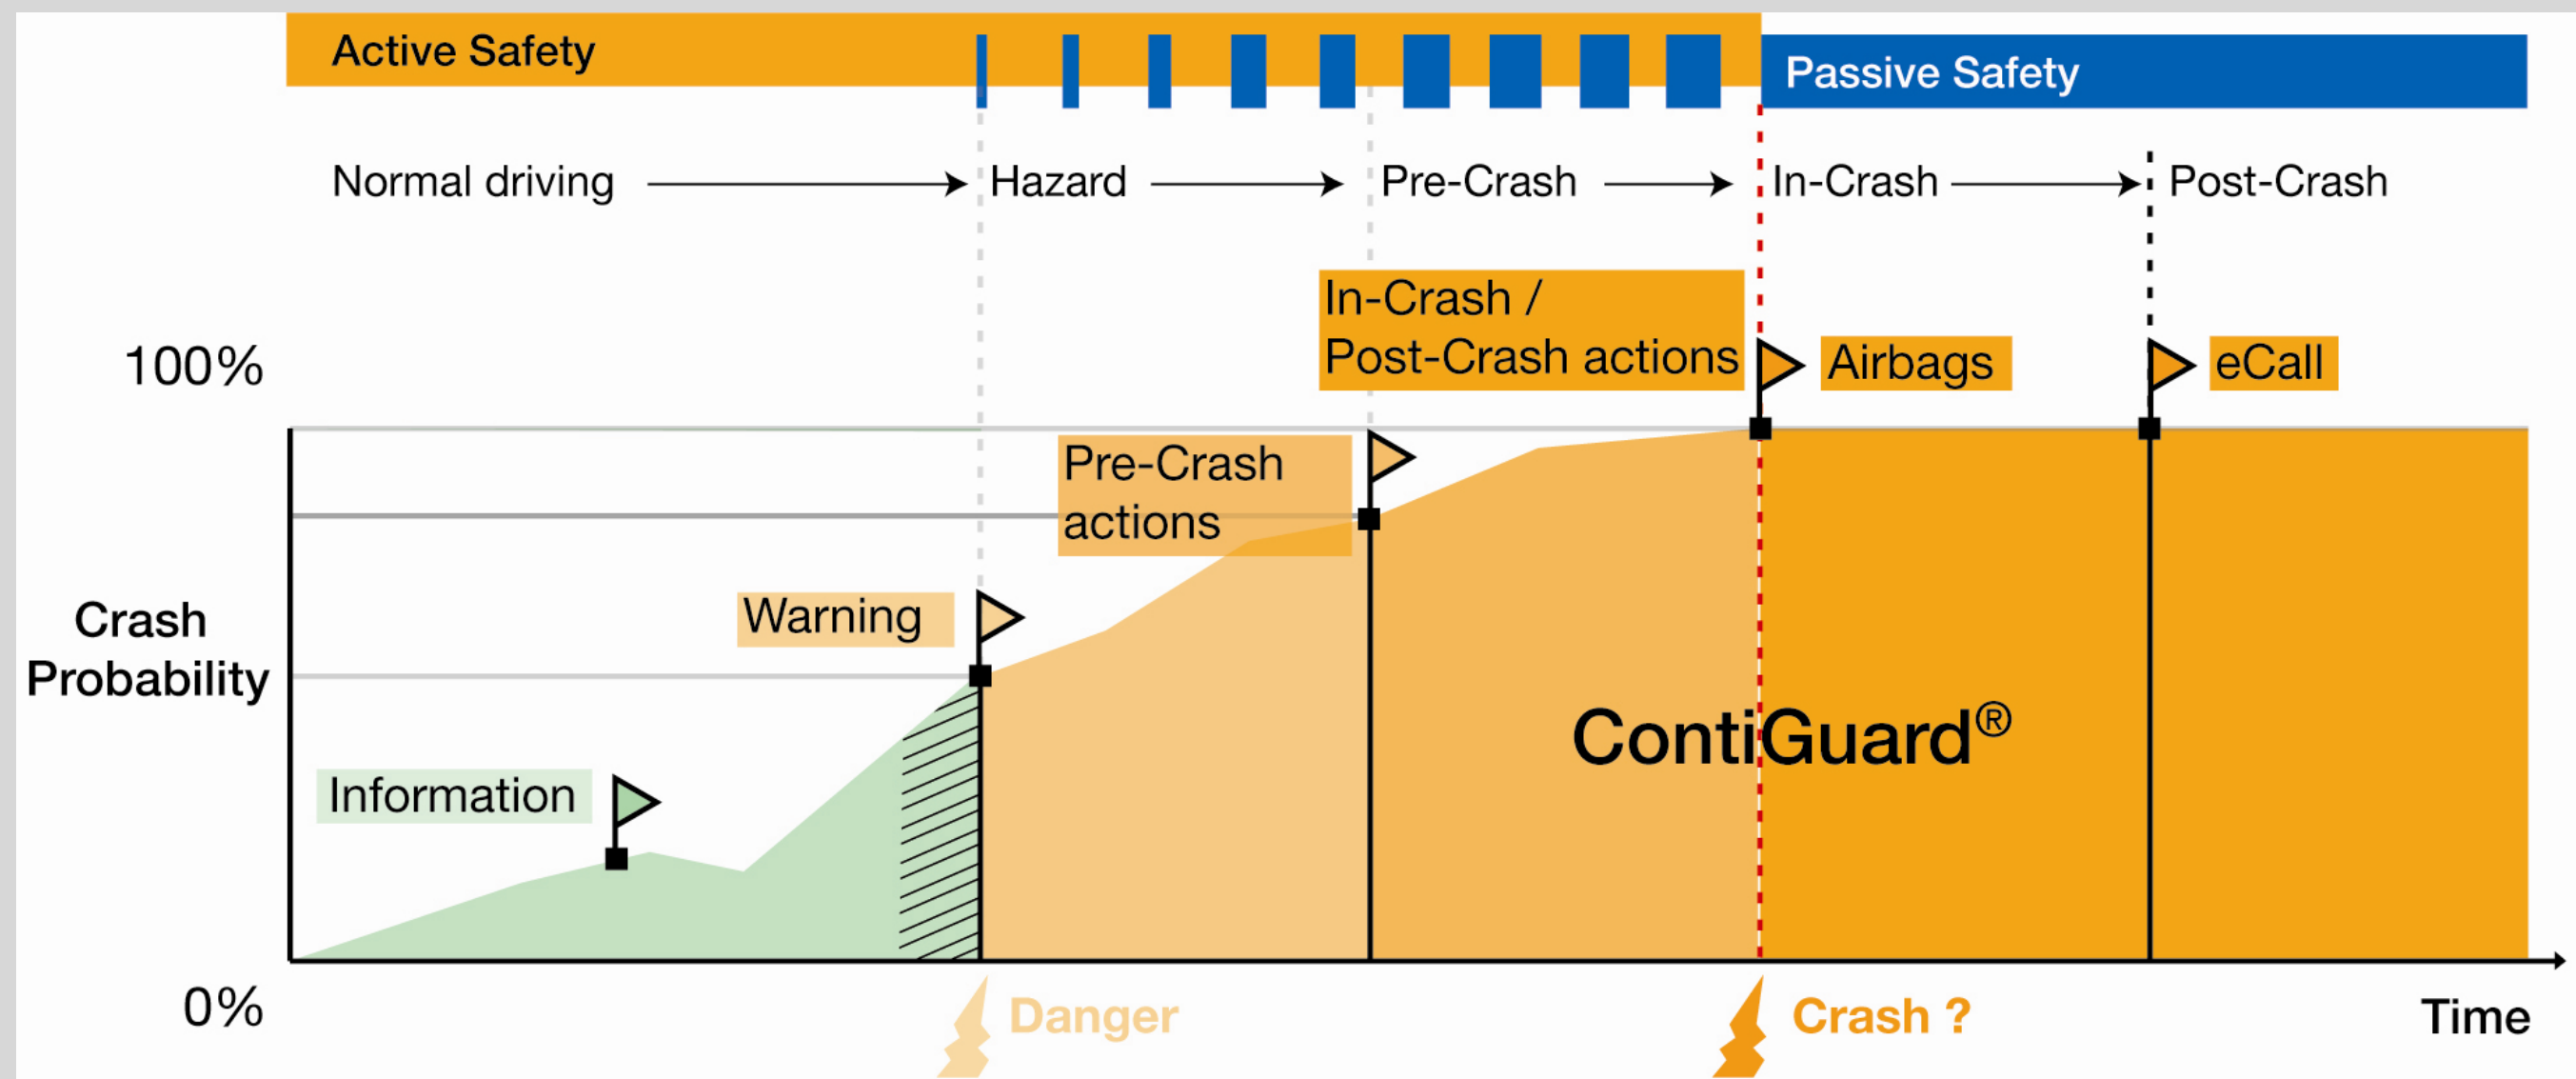 Active Safety
Passive Safety
Normal driving
Hazard
Pre-Crash
In-Crash
Post-Crash
In-Crash /
Post-Crash actions
100%
Airbags
eCall
Pre-Crash
actions
Warning
Crash
Probability
ContiGuard®
Information
0%
Danger
Crash ?
Time